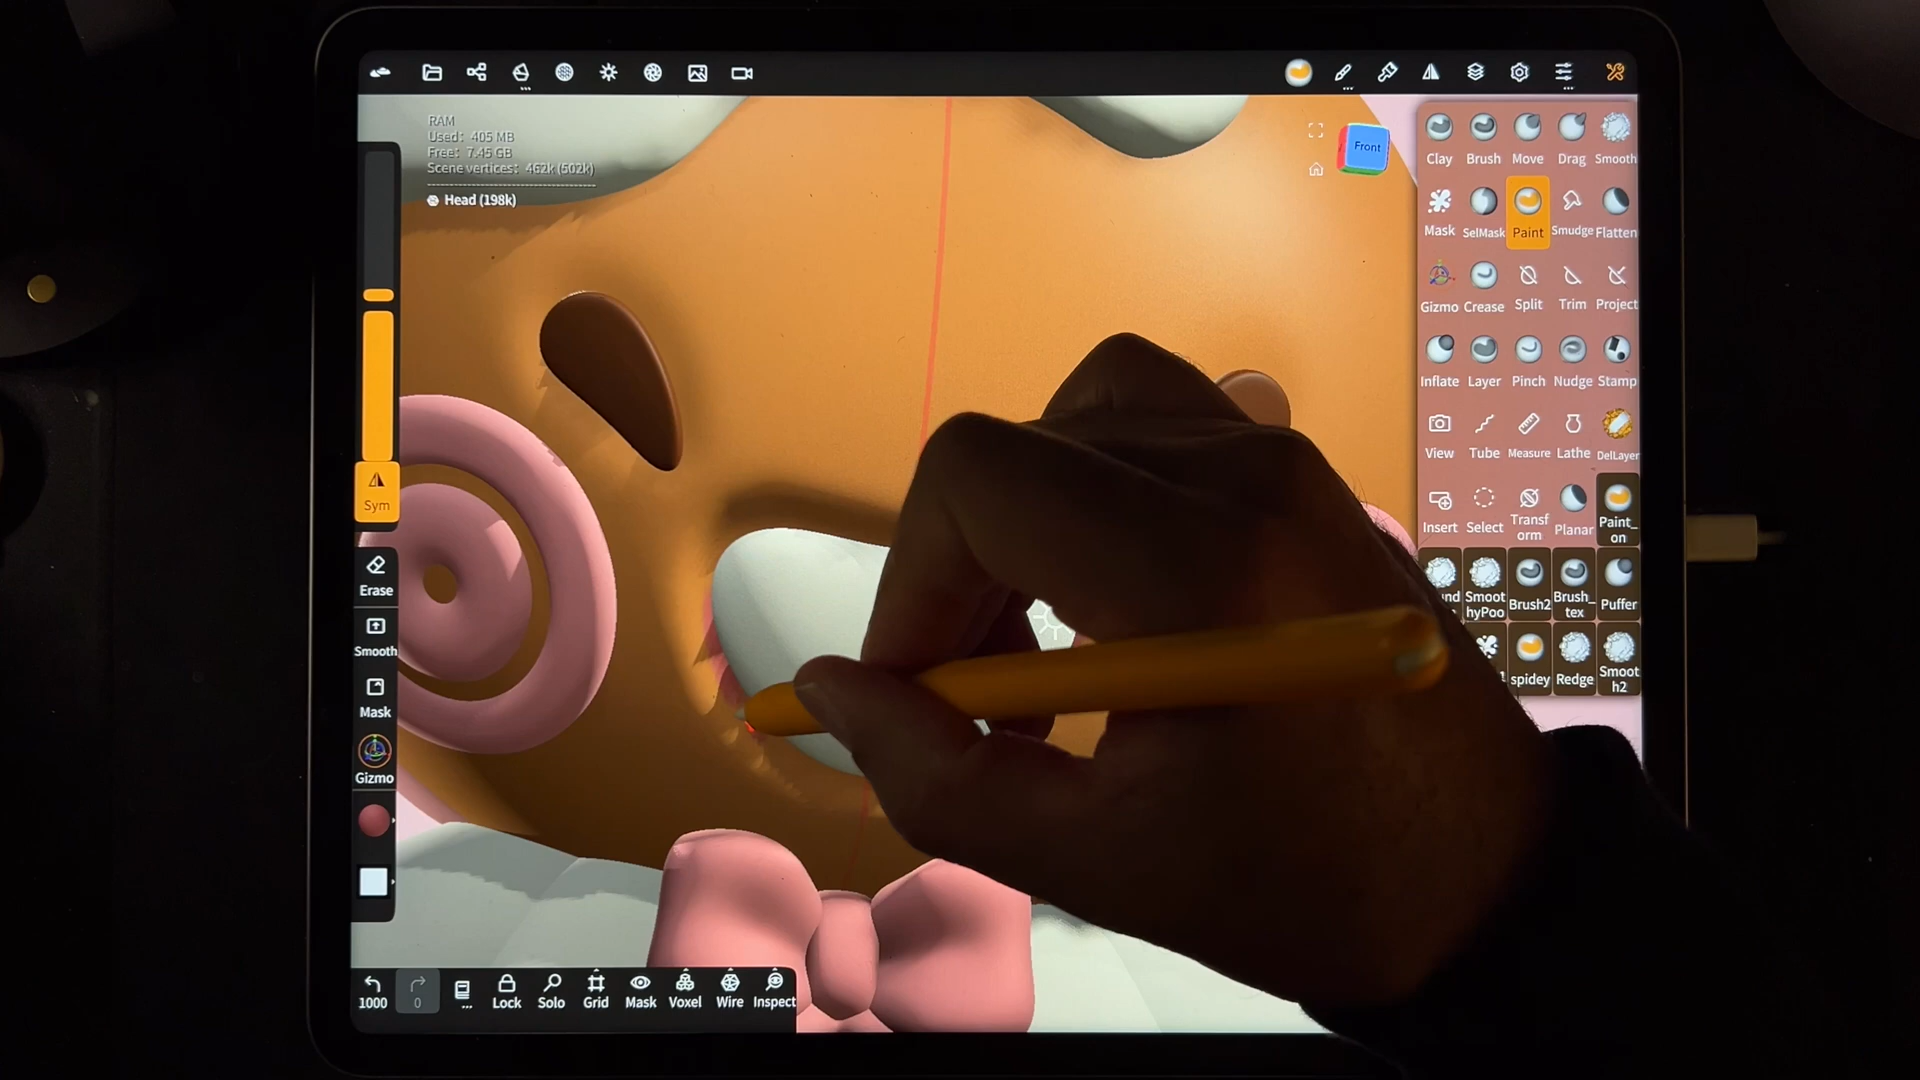 RAM
Used: 405 MB
Free: 7.45 GB
Scene vertices: 462k (502k)
Head (198k)
Front
Clay Brush Move Drag Smooth
Mask SelMask Paint Smudge Flatten
Gizmo Crease Split Trim Project
Inflate Layer Pinch Nudge Stamp
View Tube Measure Lathe DelLayer
Insert Select Transf
orm Planar Paint_
on
Smoot
hyPoo Brush2 Brush_
tex Puffer
spidey Redge Smoot
h2
Sym
Erase
Smooth
Mask
Gizmo
1000 0 Lock Solo Grid Mask Voxel Wire Inspect